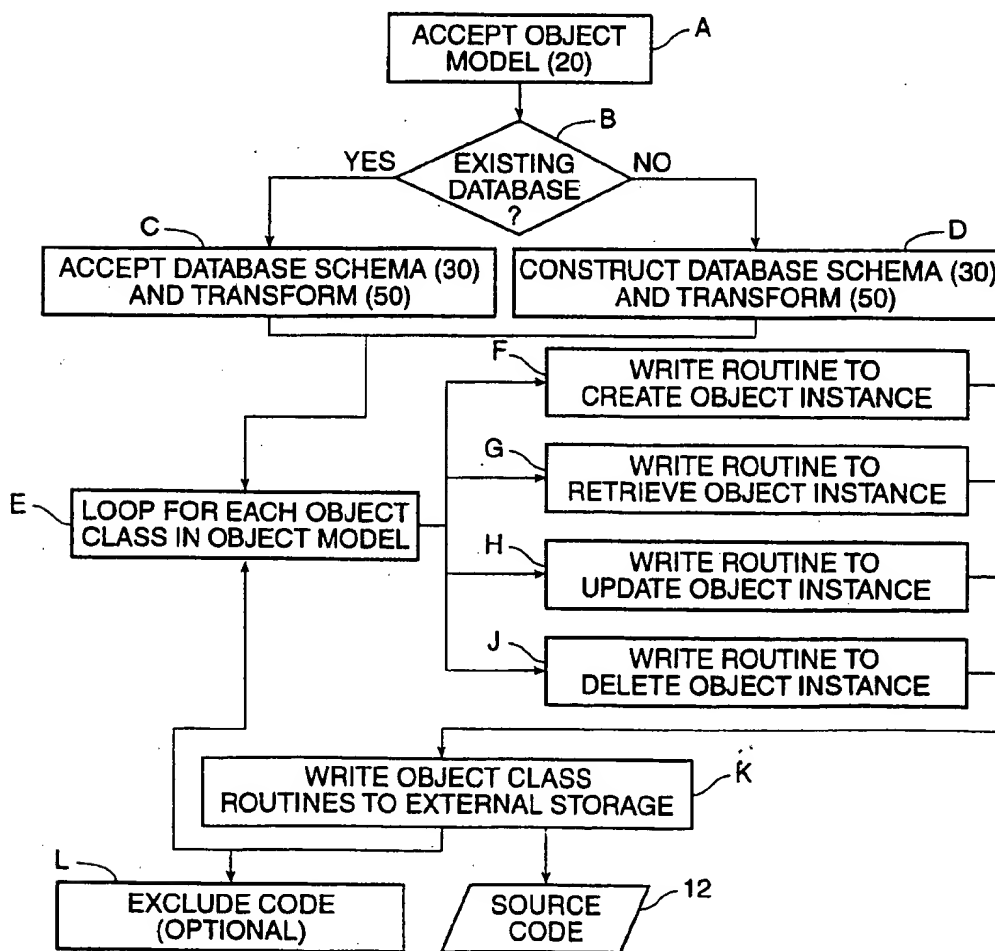 ACCEPT OBJECT
MODEL (20)
A
B
YES
EXISTING
DATABASE
?
NO
C
ACCEPT DATABASE SCHEMA (30)
AND TRANSFORM (50)
D
CONSTRUCT DATABASE SCHEMA (30)
AND TRANSFORM (50)
F
WRITE ROUTINE TO
CREATE OBJECT INSTANCE
G
WRITE ROUTINE TO
RETRIEVE OBJECT INSTANCE
E
LOOP FOR EACH OBJECT
CLASS IN OBJECT MODEL
H
WRITE ROUTINE TO
UPDATE OBJECT INSTANCE
J
WRITE ROUTINE TO
DELETE OBJECT INSTANCE
WRITE OBJECT CLASS
ROUTINES TO EXTERNAL STORAGE
K
L
EXCLUDE CODE
(OPTIONAL)
SOURCE
CODE
12